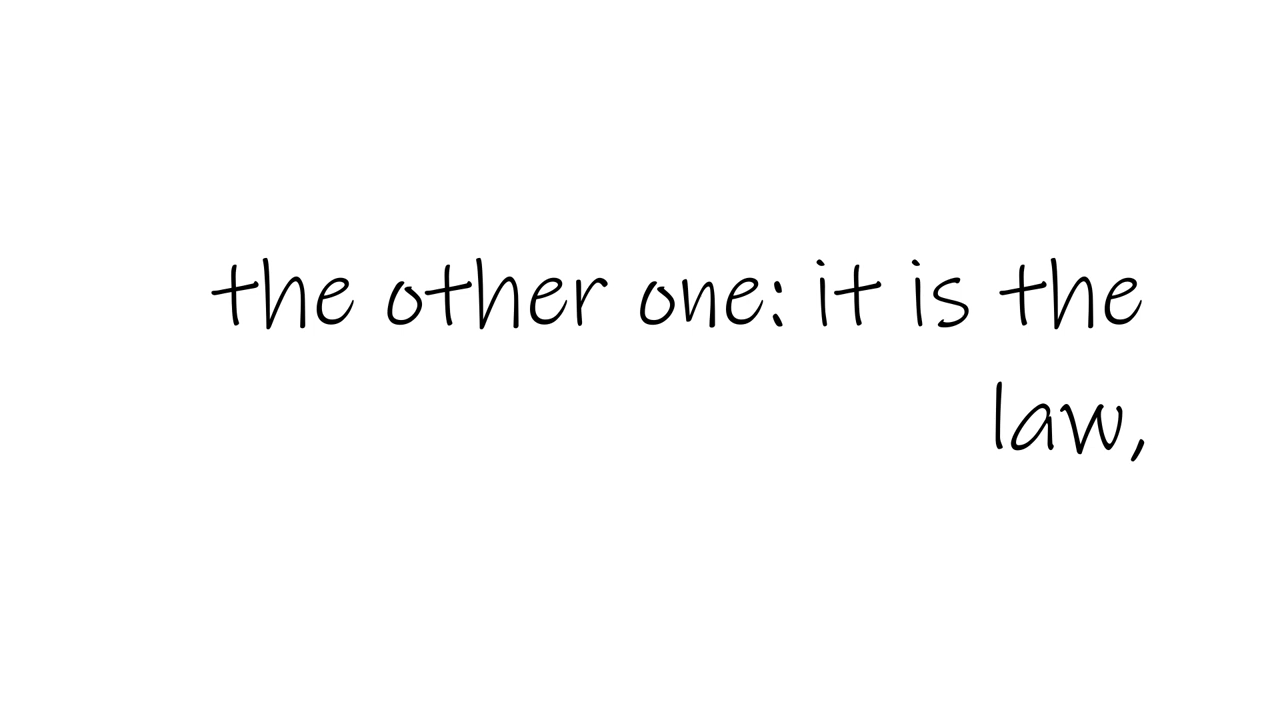 the other one: it is the
law,